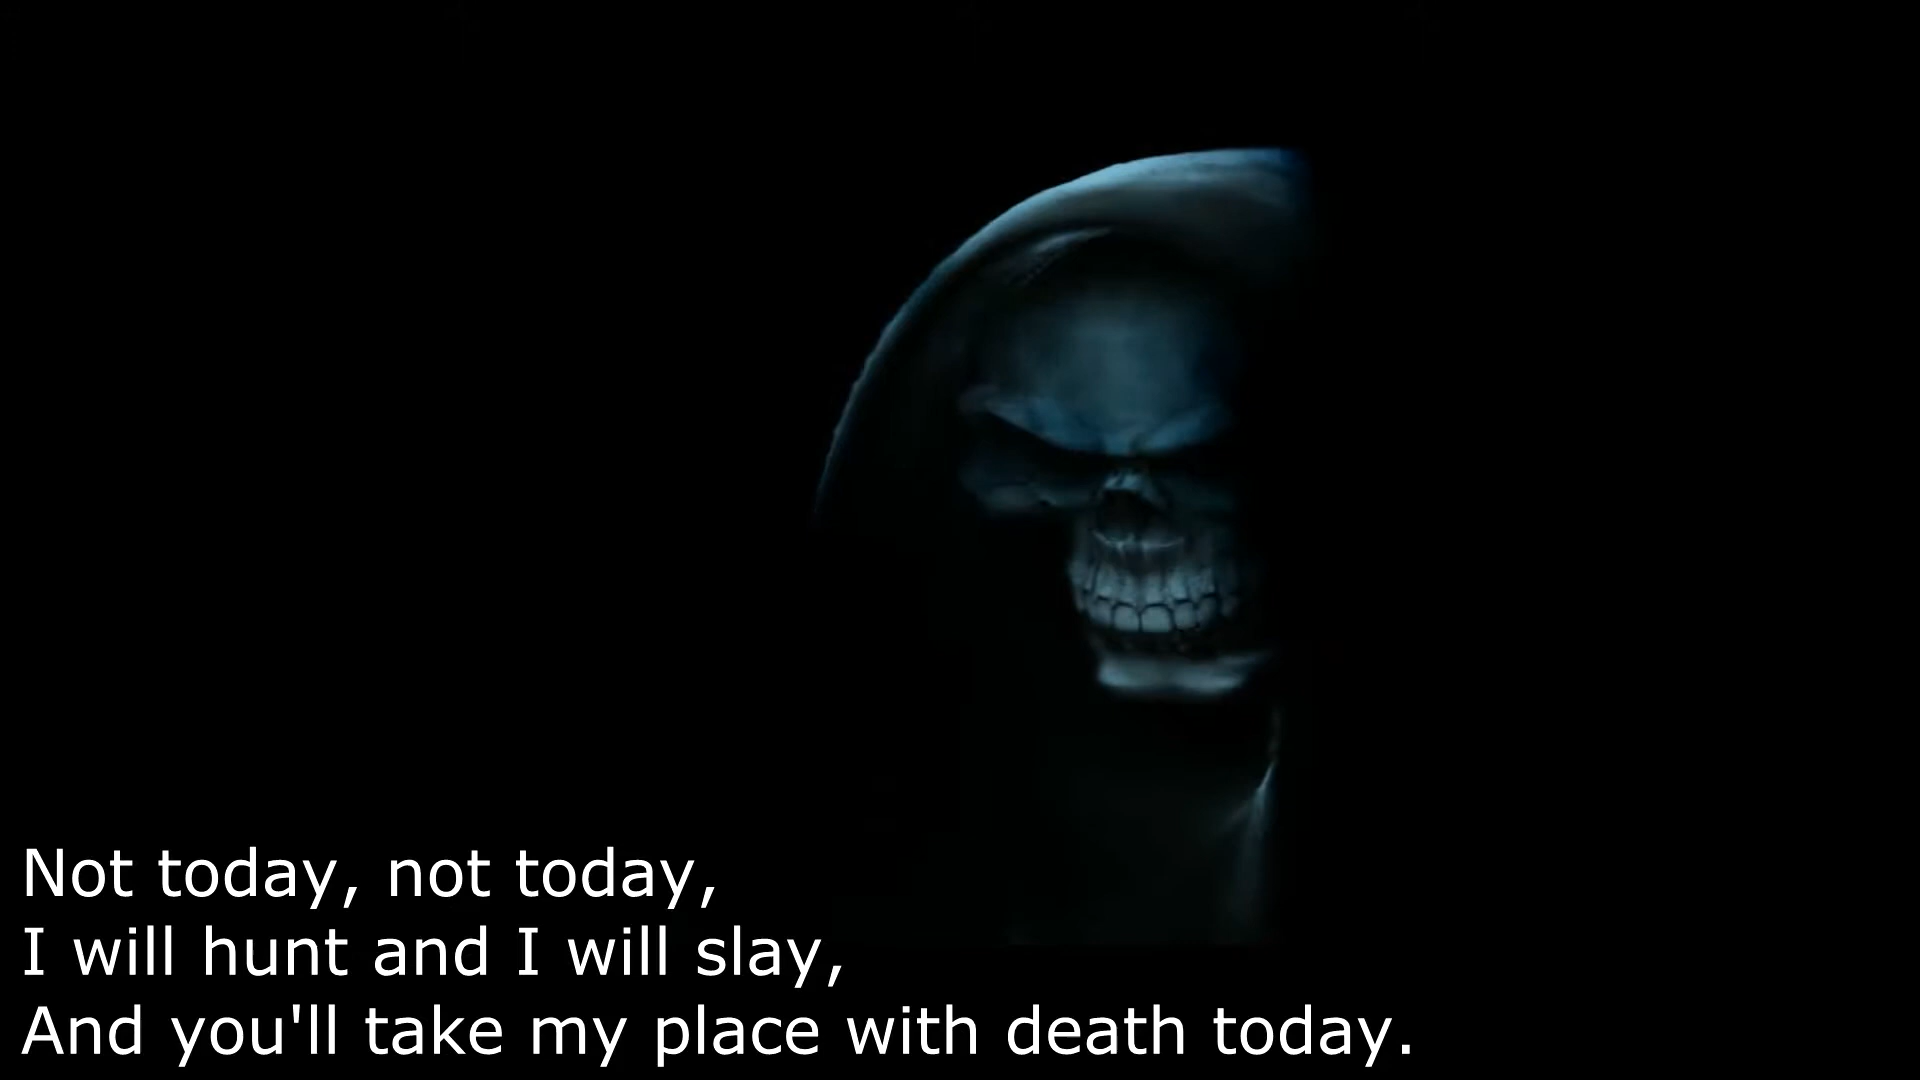 Not today, not today,
I will hunt and I will slay,
And you'll take my place with death today.